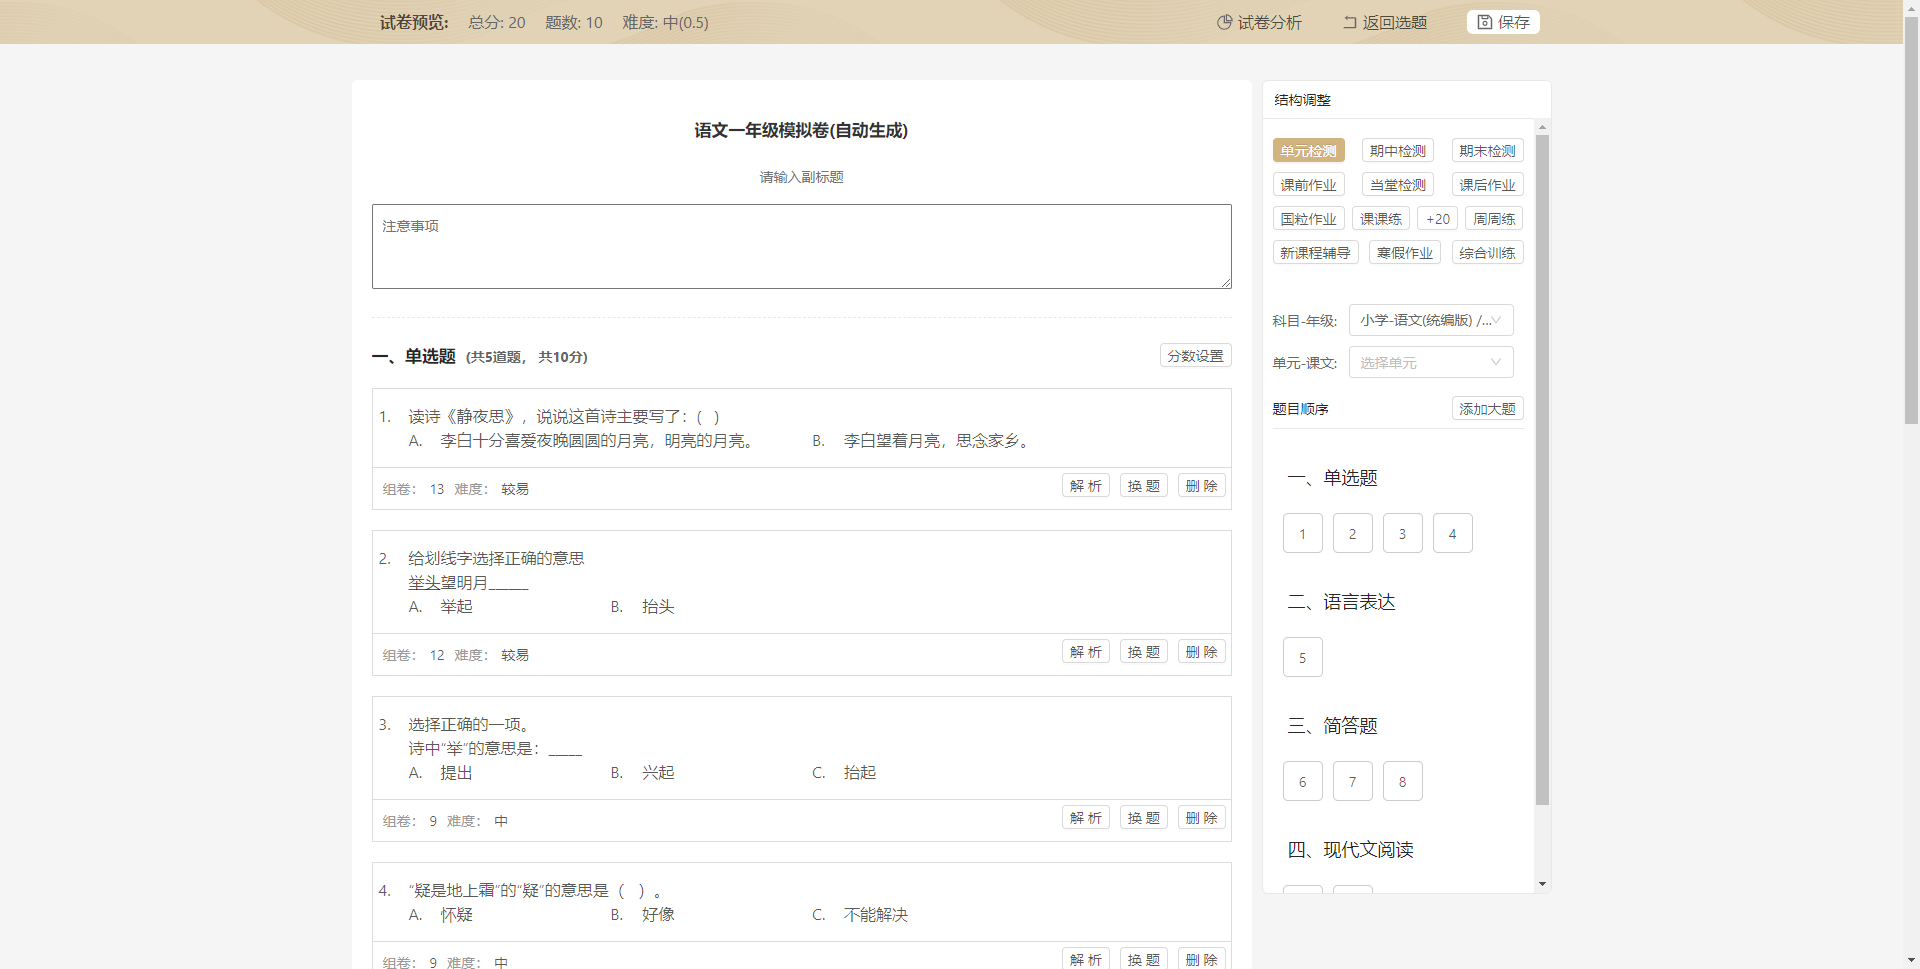 试卷预览: 总分: 20 题数: 10 难度: 中(0.5) 试卷分析 返回选题 保存
语文一年级模拟卷(自动生成)
请输入副标题
注意事项
一、单选题 (共5道题， 共10分) 分数设置
1. 读诗《静夜思》，说说这首诗主要写了：( )
A. 李白十分喜爱夜晚圆圆的月亮，明亮的月亮。 B. 李白望着月亮，思念家乡。
组卷： 13 难度： 较易 解 析 换 题 删 除
2. 给划线字选择正确的意思
举头望明月_____
A. 举起 B. 抬头
组卷： 12 难度： 较易 解 析 换 题 删 除
3. 选择正确的一项。
诗中“举”的意思是：____
A. 提出 B. 兴起 C. 抬起
组卷： 9 难度： 中 解 析 换 题 删 除
4. “疑是地上霜”的“疑”的意思是（ ）。
A. 怀疑 B. 好像 C. 不能解决
组卷： 9 难度： 中 解 析 换 题 删 除
结构调整
单元检测 期中检测 期末检测
课前作业 当堂检测 课后作业
国粒作业 课课练 +20 周周练
新课程辅导 寒假作业 综合训练
科目-年级: 小学-语文(统编版) /...
单元-课文: 选择单元
题目顺序 添加大题
一、单选题
1 2 3 4
二、语言表达
5
三、简答题
6 7 8
四、现代文阅读